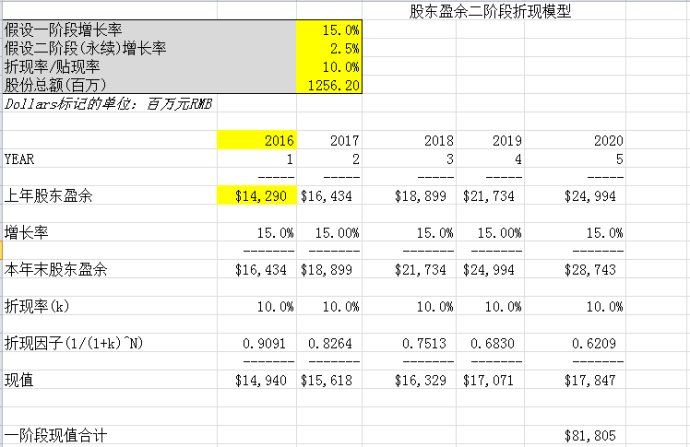 股东盈余二阶段折现模型
假设一阶段增长率 15.0%
假设二阶段(永续)增长率 2.5%
折现率/贴现率 10.0%
股份总额(百万) 1256.20
Dollars标记的单位: 百万元RMB
2016 2017 2018 2019 2020
YEAR 1 2 3 4 5
----- ----- ----- ----- -----
上年股东盈余 $14,290 $16,434 $18,899 $21,734 $24,994
增长率 15.0% 15.00% 15.0% 15.00% 15.0%
------- ------- ------- ------- -------
本年末股东盈余 $16,434 $18,899 $21,734 $24,994 $28,743
折现率(k) 10.0% 10.0% 10.0% 10.0% 10.0%
折现因子(1/(1+k)^N) 0.9091 0.8264 0.7513 0.6830 0.6209
------- ------- ------- ------- -------
现值 $14,940 $15,618 $16,329 $17,071 $17,847
一阶段现值合计 $81,805